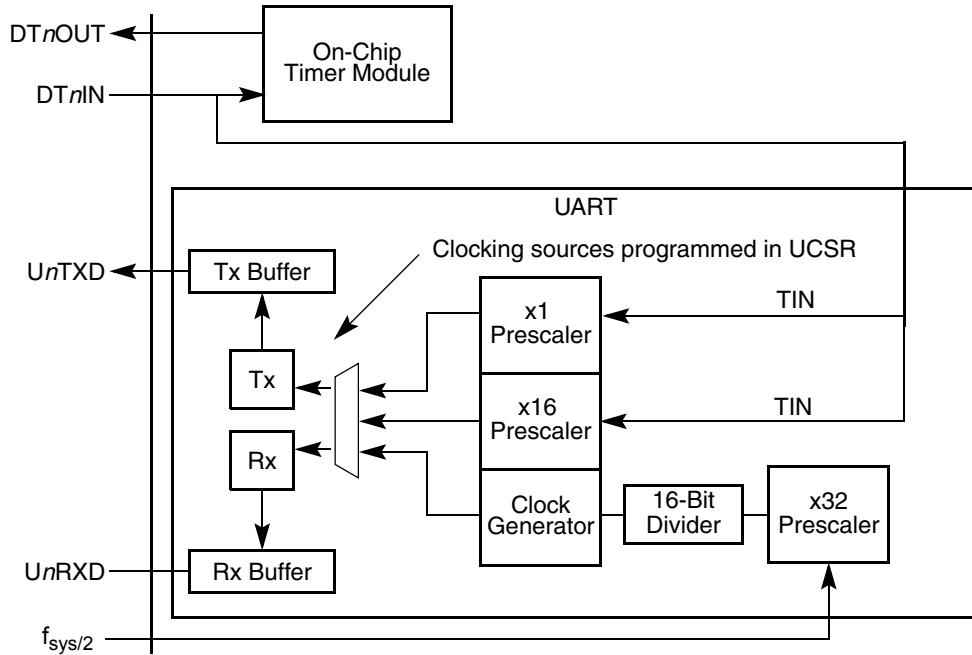 DTnOUT
On-Chip
Timer Module
DTnIN
UART
Clocking sources programmed in UCSR
UnTXD
Tx Buffer
x1
Prescaler
TIN
Tx
x16
Prescaler
TIN
Rx
Clock
Generator
16-Bit
Divider
x32
Prescaler
UnRXD
Rx Buffer
fsys/2